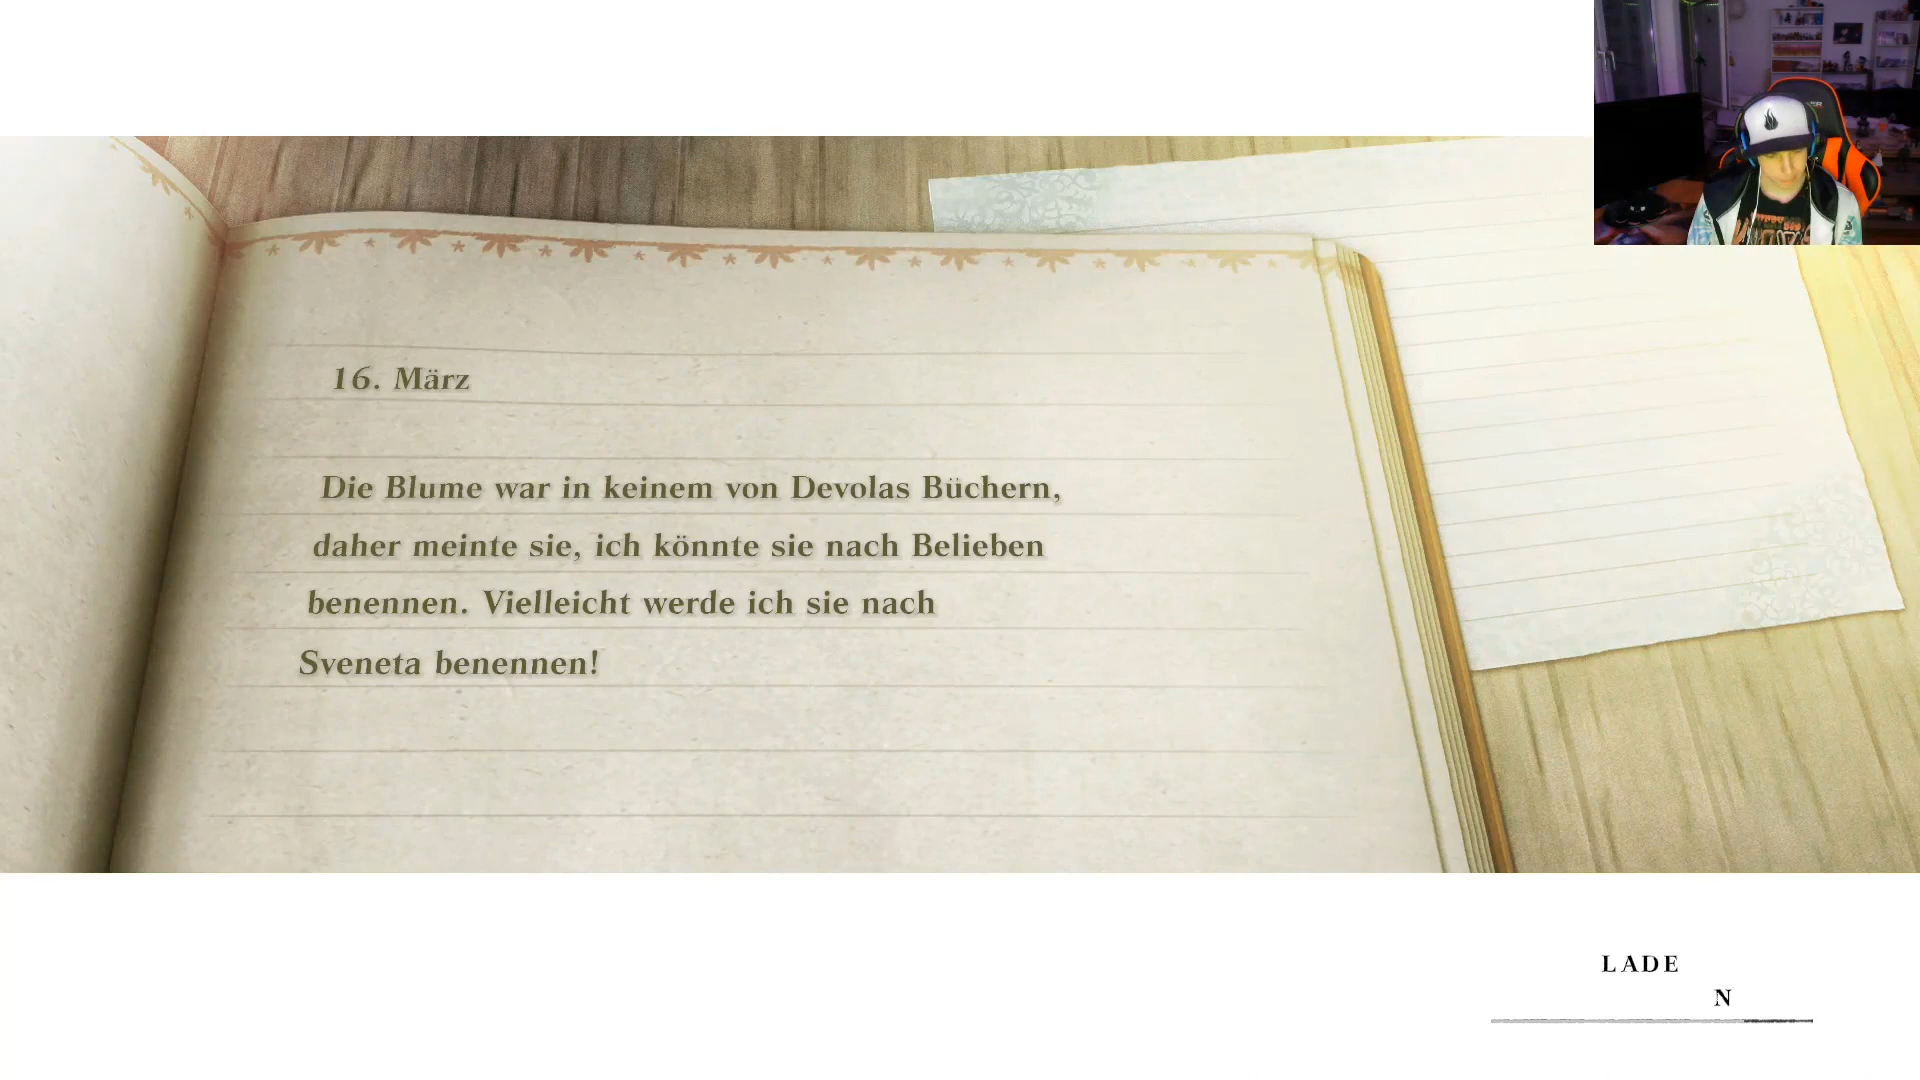 16. März
Die Blume war in keinem von Devolas Büchern,
daher meinte sie, ich könnte sie nach Belieben
benennen. Vielleicht werde ich sie nach
Sveneta benennen!
LADE
N